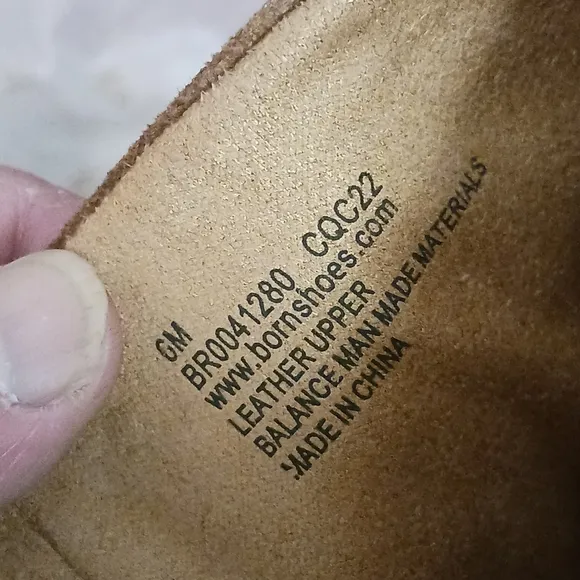 6M
BR0041280 CQC22
www.bornshoes.com
LEATHER UPPER
BALANCE MAN MADE MATERIALS
MADE IN CHINA